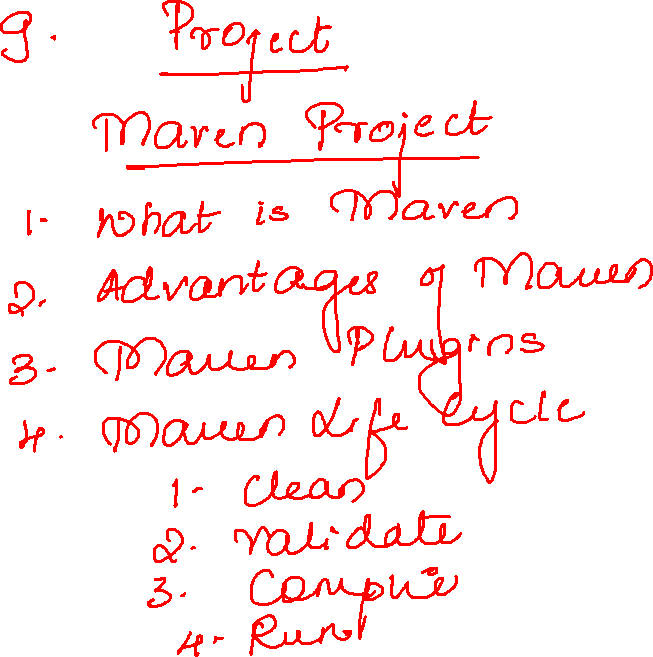 9. Project
Maven Project
1- What is Maven
2. Advantages of Maven
3- Maven Plugins
4. Maven Life Cycle
1- Clean
2. Validate
3. Compile
4- Run